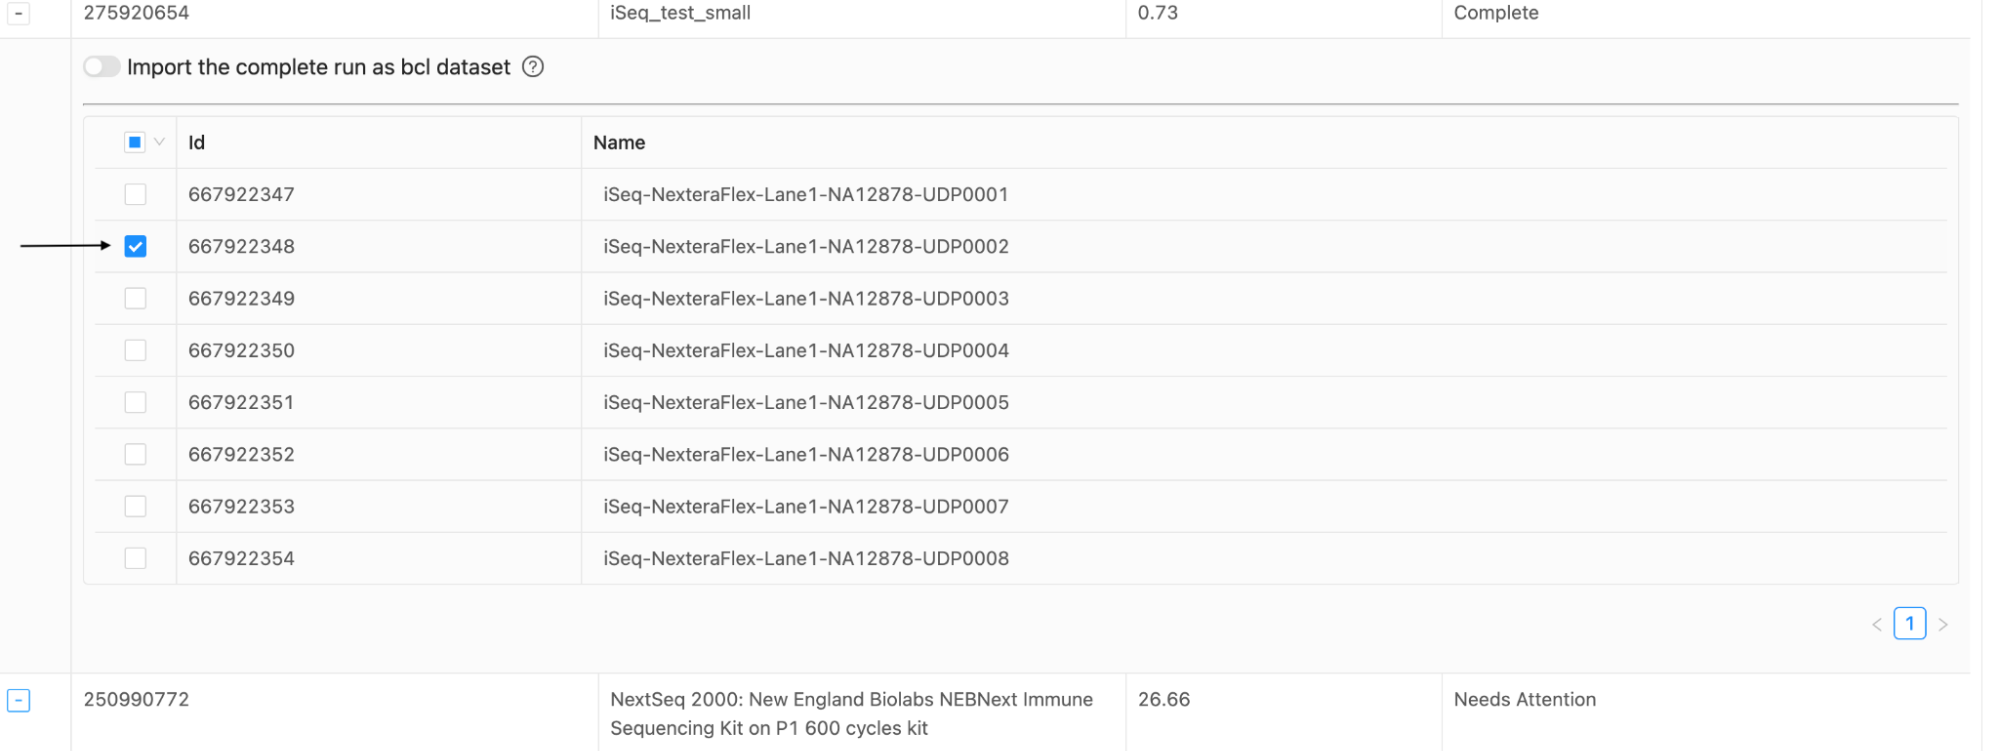 - 275920654 iSeq_test_small 0.73 Complete
Import the complete run as bcl dataset ?
Id Name
667922347 iSeq-NexteraFlex-Lane1-NA12878-UDP0001
667922348 iSeq-NexteraFlex-Lane1-NA12878-UDP0002
667922349 iSeq-NexteraFlex-Lane1-NA12878-UDP0003
667922350 iSeq-NexteraFlex-Lane1-NA12878-UDP0004
667922351 iSeq-NexteraFlex-Lane1-NA12878-UDP0005
667922352 iSeq-NexteraFlex-Lane1-NA12878-UDP0006
667922353 iSeq-NexteraFlex-Lane1-NA12878-UDP0007
667922354 iSeq-NexteraFlex-Lane1-NA12878-UDP0008
< 1 >
- 250990772 NextSeq 2000: New England Biolabs NEBNext Immune 26.66 Needs Attention
Sequencing Kit on P1 600 cycles kit